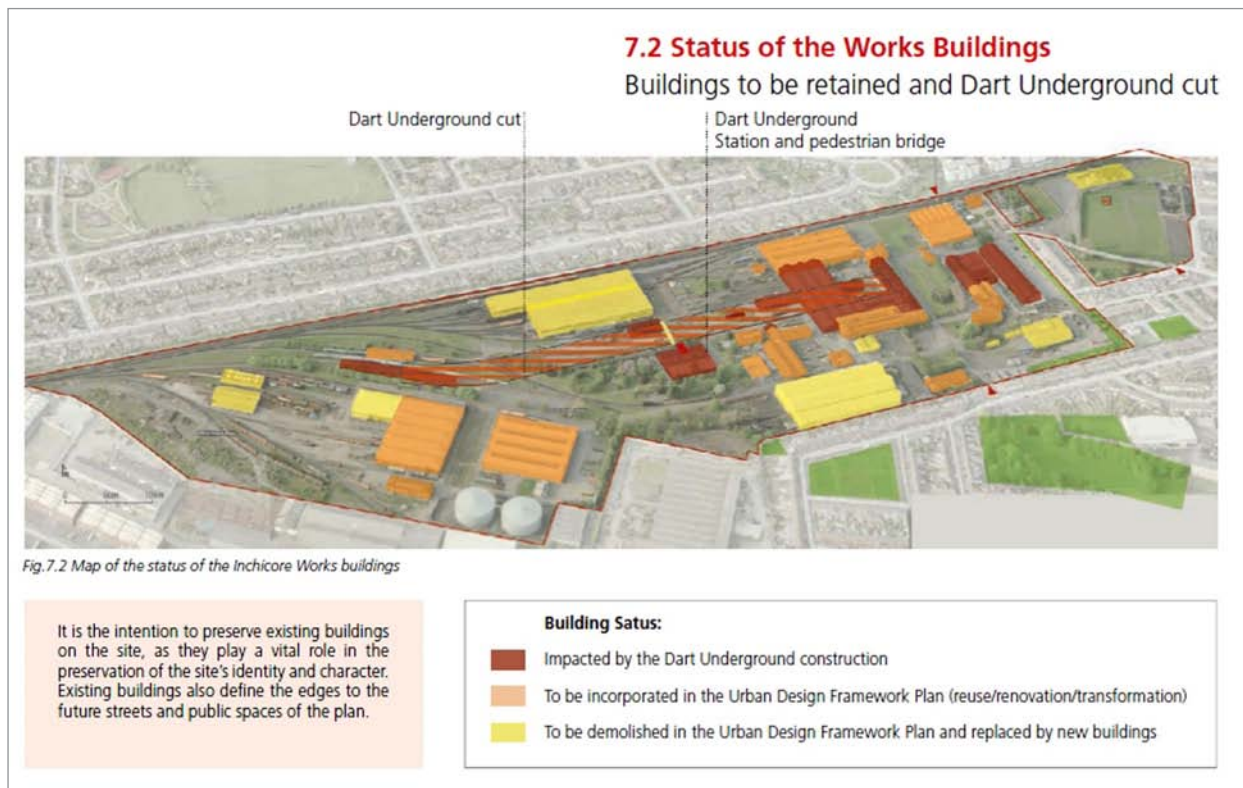 7.2 Status of the Works Buildings
Buildings to be retained and Dart Underground cut
Dart Underground cut
Dart Underground
Station and pedestrian bridge
Fig.7.2 Map of the status of the Inchicore Works buildings
It is the intention to preserve existing buildings
on the site, as they play a vital role in the
preservation of the site's identity and character.
Existing buildings also define the edges to the
future streets and public spaces of the plan.
Building Satus:
Impacted by the Dart Underground construction
To be incorporated in the Urban Design Framework Plan (reuse/renovation/transformation)
To be demolished in the Urban Design Framework Plan and replaced by new buildings